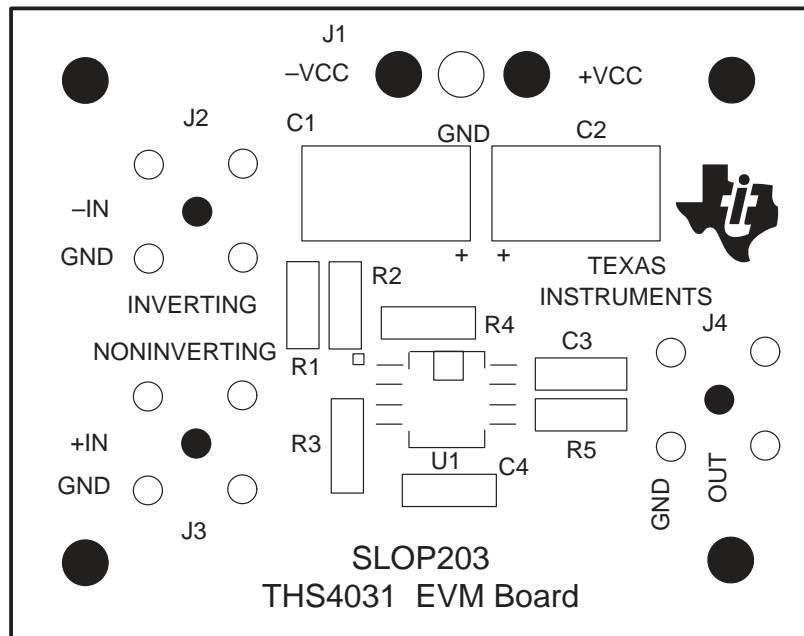 J1
–VCC
+VCC
J2
C1
GND
C2
–IN
GND
+ +
TEXAS
INSTRUMENTS
R2
INVERTING
R4
J4
NONINVERTING
R1
C3
+IN
R3
R5
U1
C4
GND
GND
OUT
J3
SLOP203
THS4031 EVM Board